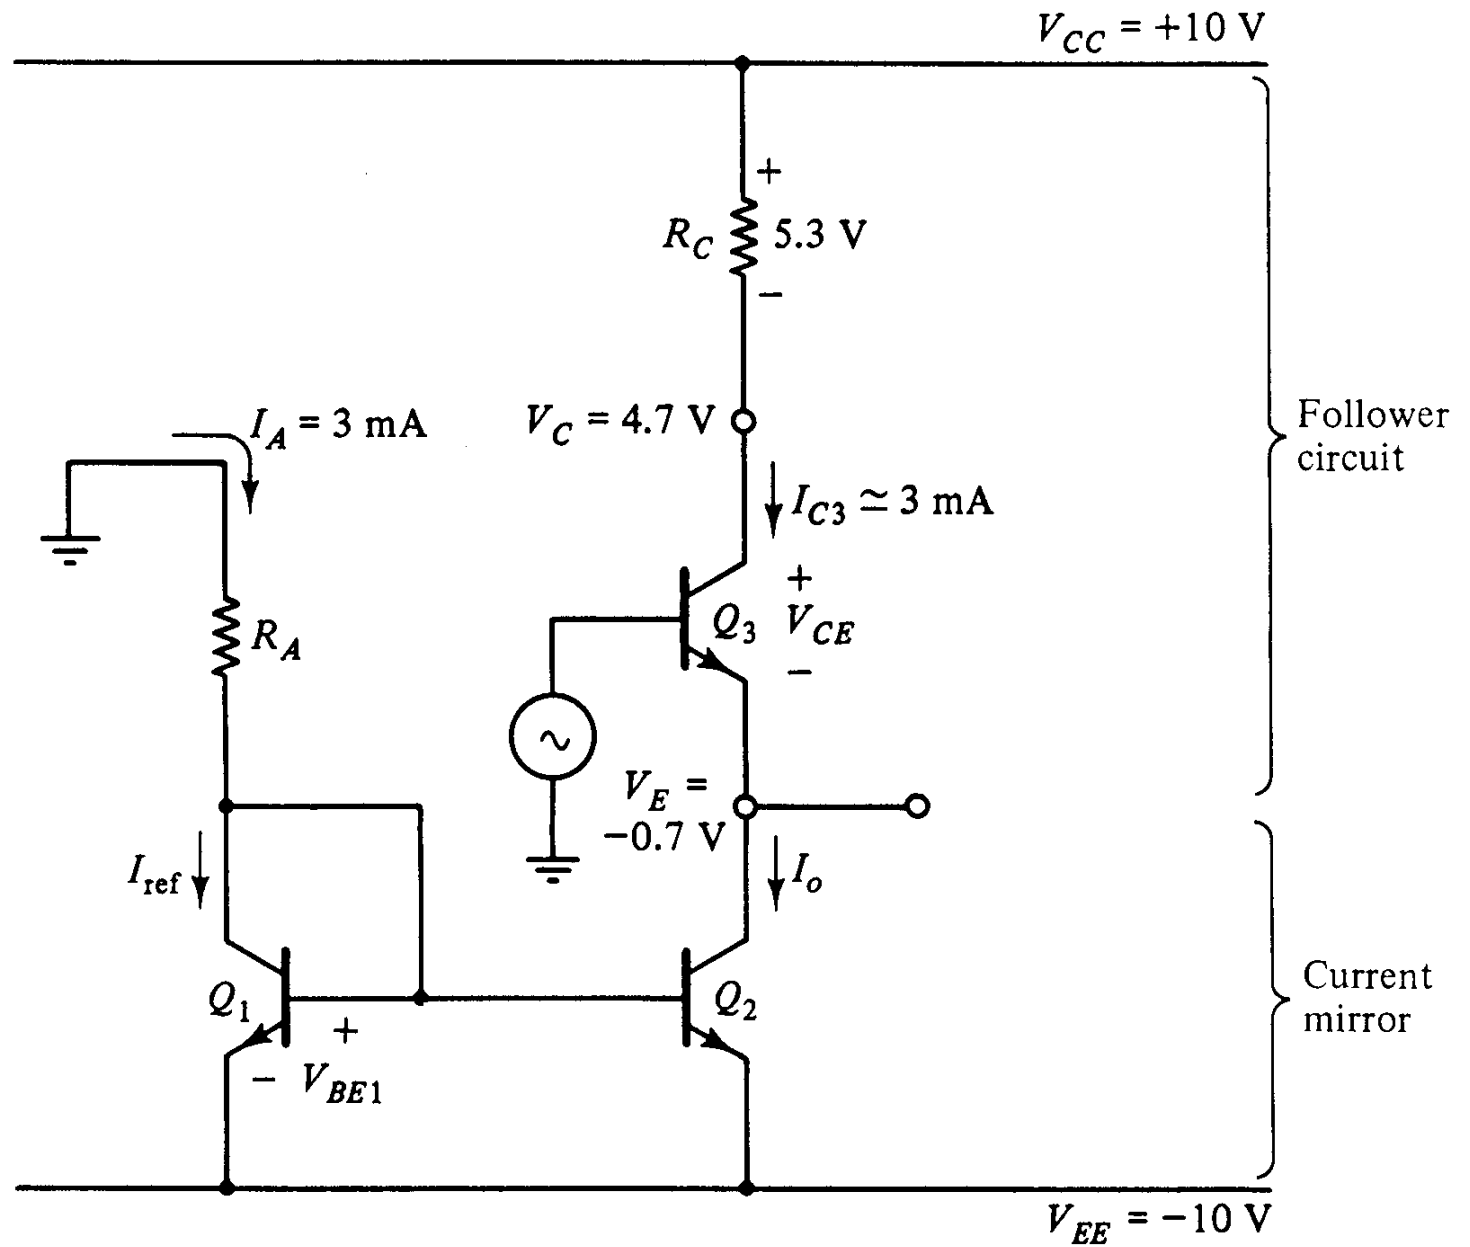 V_CC = +10 V
+
R_C 5.3 V
−
I_A = 3 mA
V_C = 4.7 V
Follower
circuit
I_C3 ≃ 3 mA
+
R_A
Q_3 V_CE
−
~
V_E =
−0.7 V
I_ref
I_o
Q_1
Q_2
Current
mirror
+
− V_BE1
V_EE = −10 V